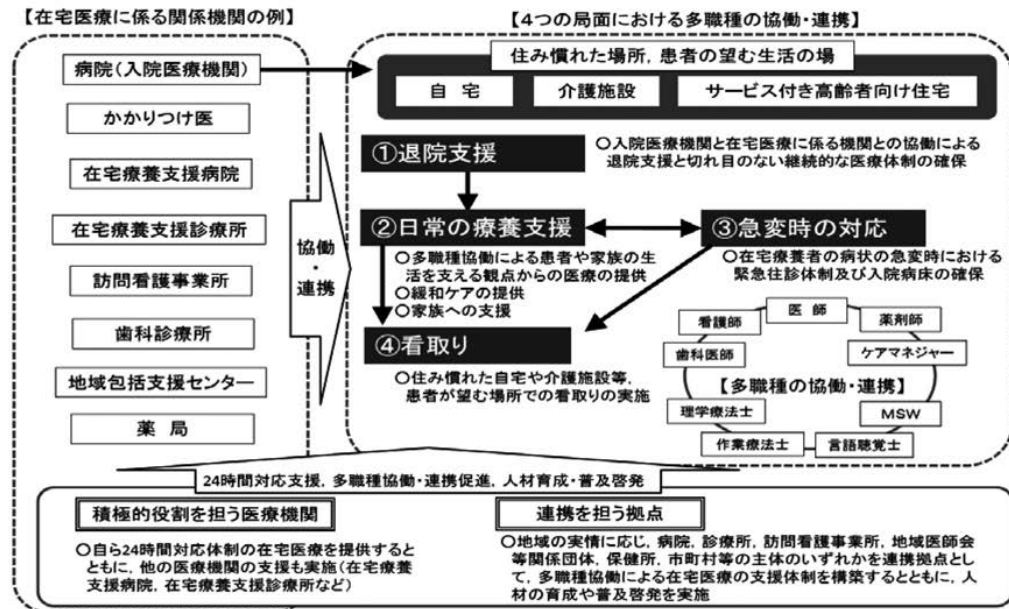 【在宅医療に係る関係機関の例】
病院(入院医療機関)
かかりつけ医
在宅療養支援病院
在宅療養支援診療所
訪問看護事業所
歯科診療所
地域包括支援センター
薬局
協働・連携
【4つの局面における多職種の協働・連携】
住み慣れた場所,患者の望む生活の場
自宅
介護施設
サービス付き高齢者向け住宅
①退院支援
○入院医療機関と在宅医療に係る機関との協働による
退院支援と切れ目のない継続的な医療体制の確保
②日常の療養支援
○多職種協働による患者や家族の生
活を支える観点からの医療の提供
○緩和ケアの提供
○家族への支援
③急変時の対応
○在宅療養者の病状の急変時における
緊急往診体制及び入院病床の確保
④看取り
○住み慣れた自宅や介護施設等,
患者が望む場所での看取りの実施
医師
看護師
薬剤師
歯科医師
ケアマネジャー
【多職種の協働・連携】
理学療法士
MSW
作業療法士
言語聴覚士
24時間対応支援,多職種協働・連携促進,人材育成・普及啓発
積極的役割を担う医療機関
○自ら24時間対応体制の在宅医療を提供すると
ともに,他の医療機関の支援も実施(在宅療養
支援病院,在宅療養支援診療所など)
連携を担う拠点
○地域の実情に応じ,病院,診療所,訪問看護事業所,地域医師会
等関係団体,保健所,市町村等の主体のいずれかを連携拠点とし
て,多職種協働による在宅医療の支援体制を構築するとともに,人
材の育成や普及啓発を実施